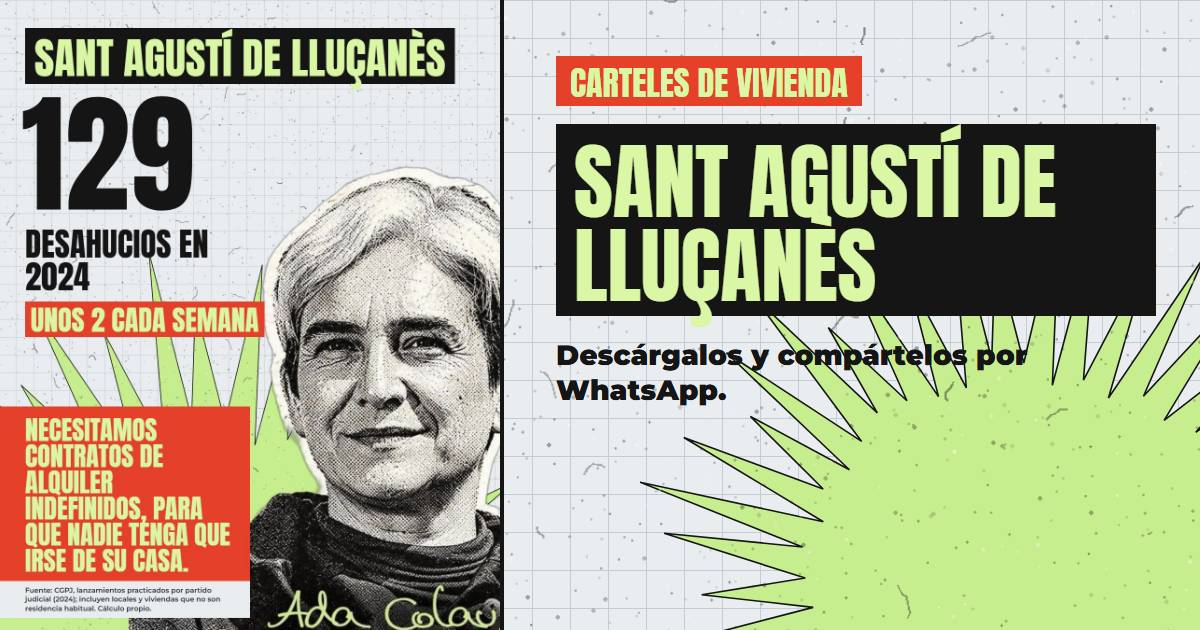 SANT AGUSTÍ DE LLUÇANÈS
129
DESAHUCIOS EN
2024
UNOS 2 CADA SEMANA
NECESITAMOS
CONTRATOS DE
ALQUILER
INDEFINIDOS, PARA
QUE NADIE TENGA QUE
IRSE DE SU CASA.
Fuente: CGPJ, lanzamientos practicados por partido
judicial (2024); incluyen locales y viviendas que no son
residencia habitual. Cálculo propio.
Ada Colau
CARTELES DE VIVIENDA
SANT AGUSTÍ DE
LLUÇANÈS
Descárgalos y compártelos por
WhatsApp.